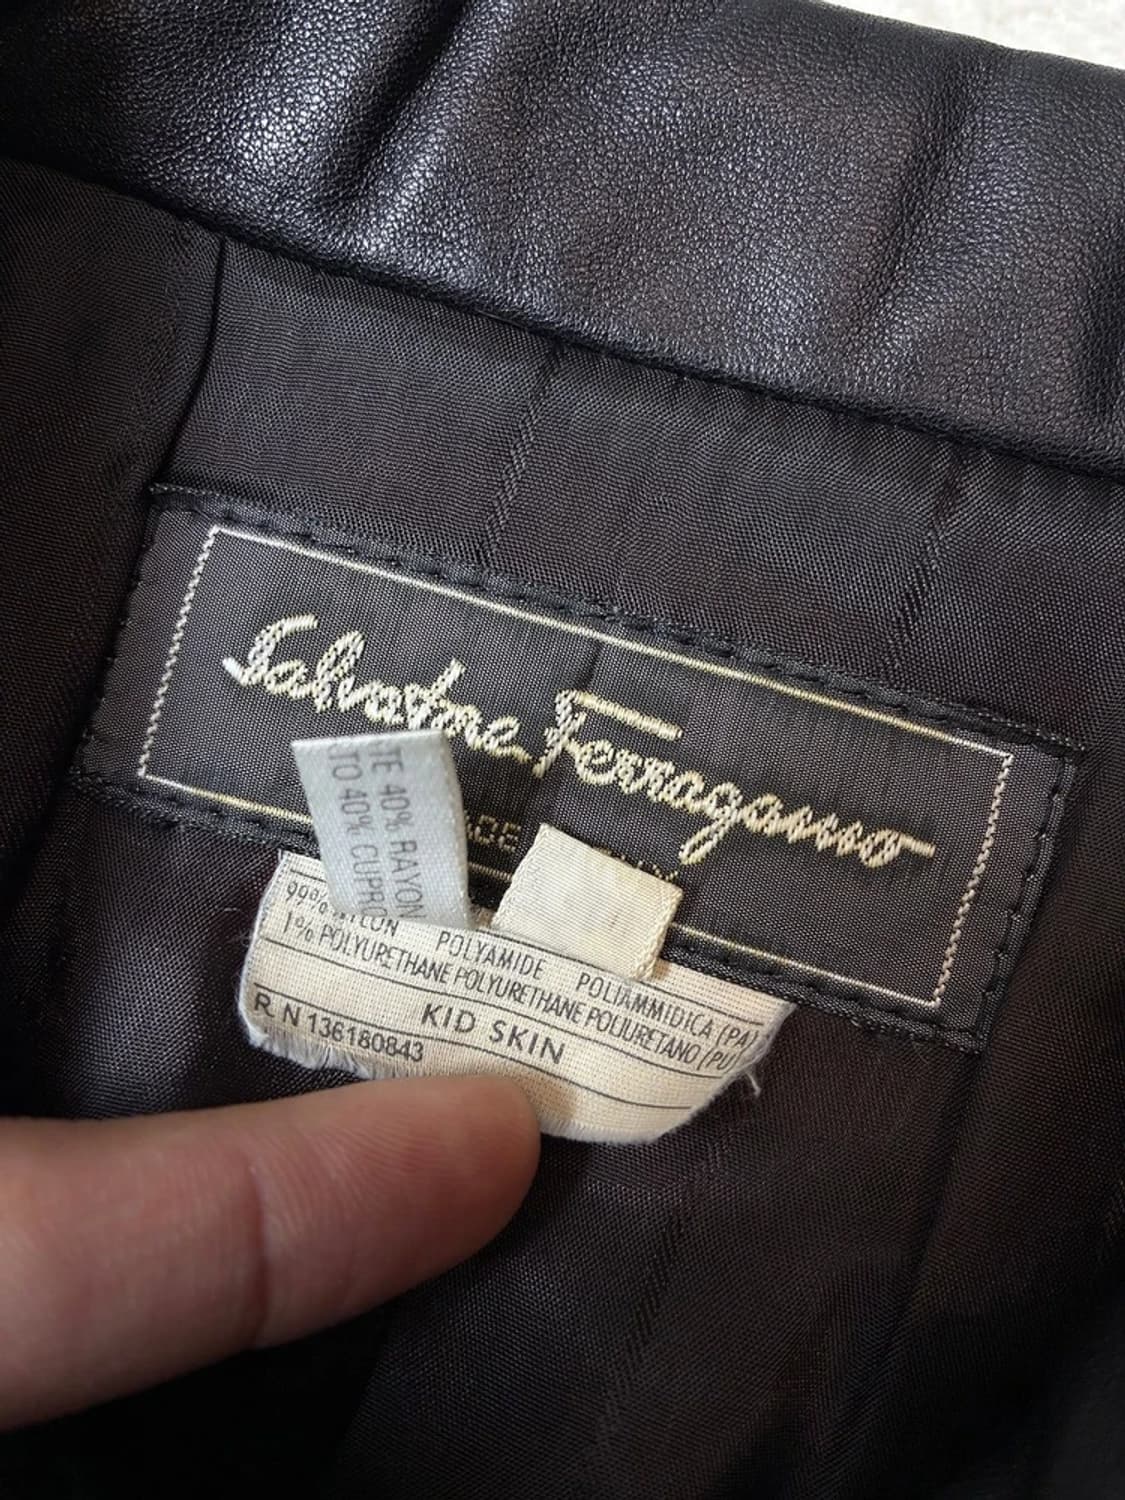 Salvatore Ferragamo
TE 40% RAYON
TO 40% CUPRO
99% NYLON POLYAMIDE POLIAMMIDICA (PA)
1% POLYURETHANE POLYURETHANE POLIURETANO (PU)
KID SKIN
R N 136180843